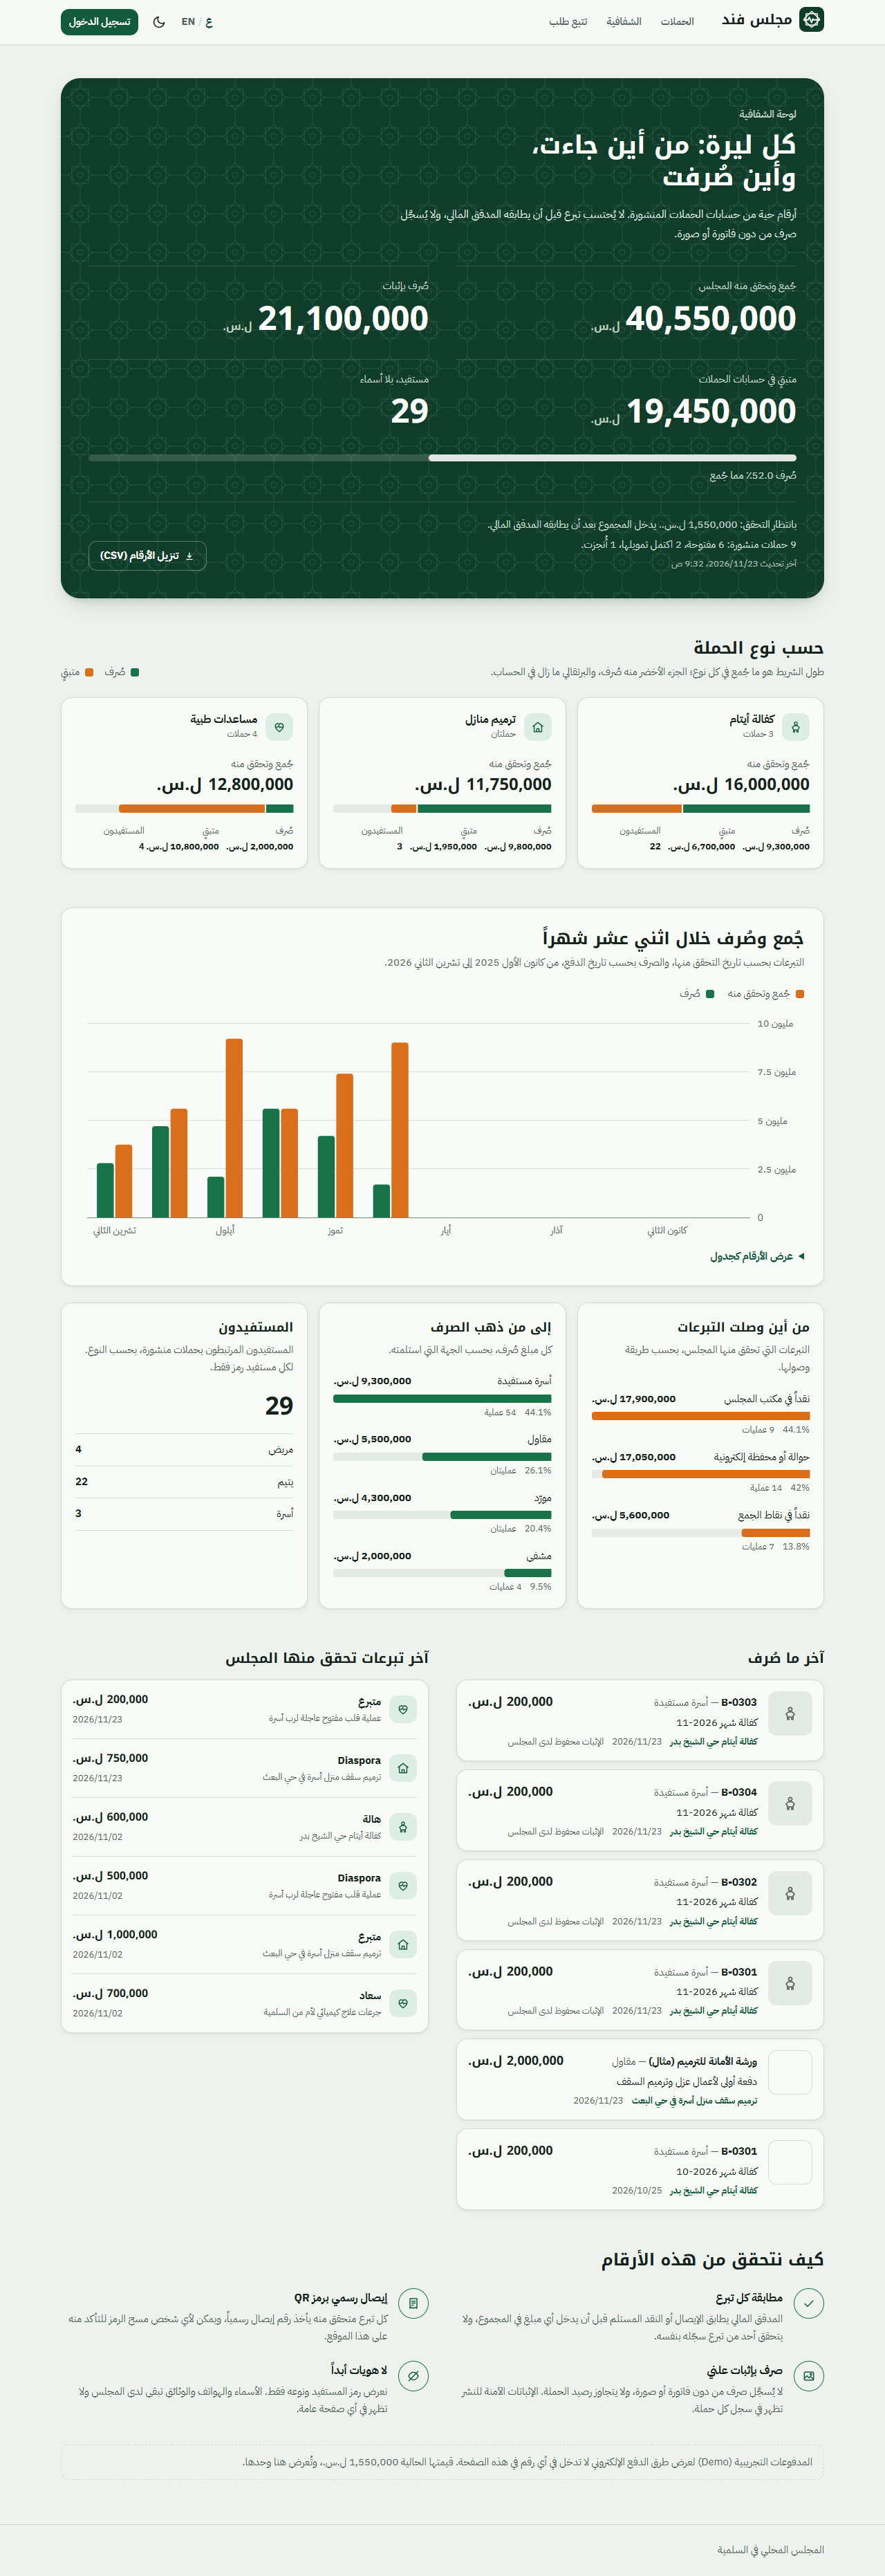 مجلس فند
الحملات
الشفافية
تتبع طلب
ع / EN
تسجيل الدخول
لوحة الشفافية
كل ليرة: من أين جاءت،
وأين صُرفت
أرقام حية من حسابات الحملات المنشورة. لا يُحتسب تبرع قبل أن يطابقه المدقق المالي، ولا يُسجَّل
صرف من دون فاتورة أو صورة.
جُمع وتحقق منه المجلس
40,550,000 ل.س.
صُرف بإثبات
21,100,000 ل.س.
متبقٍ في حسابات الحملات
19,450,000 ل.س.
مستفيد، بلا أسماء
29
صُرف 52.0٪ مما جُمع
بانتظار التحقق: 1,550,000 ل.س.. يدخل المجموع بعد أن يطابقه المدقق المالي.
9 حملات منشورة: 6 مفتوحة، 2 اكتمل تمويلها، 1 أُنجزت.
آخر تحديث 2026/11/23، 9:32 ص
تنزيل الأرقام (CSV)
حسب نوع الحملة
طول الشريط هو ما جُمع في كل نوع؛ الجزء الأخضر منه صُرف، والبرتقالي ما زال في الحساب.
صُرف
متبقٍ
كفالة أيتام
3 حملات
جُمع وتحقق منه
16,000,000 ل.س.
صُرف
متبقٍ
المستفيدون
9,300,000 ل.س.
6,700,000 ل.س.
22
ترميم منازل
حملتان
جُمع وتحقق منه
11,750,000 ل.س.
صُرف
متبقٍ
المستفيدون
9,800,000 ل.س.
1,950,000 ل.س.
3
مساعدات طبية
4 حملات
جُمع وتحقق منه
12,800,000 ل.س.
صُرف
متبقٍ
المستفيدون
2,000,000 ل.س.
10,800,000 ل.س.
4
جُمع وصُرف خلال اثني عشر شهراً
التبرعات بحسب تاريخ التحقق منها، والصرف بحسب تاريخ الدفع، من كانون الأول 2025 إلى تشرين الثاني 2026.
جُمع وتحقق منه
صُرف
10 مليون
7.5 مليون
5 مليون
2.5 مليون
0
كانون الثاني
آذار
أيار
تموز
أيلول
تشرين الثاني
عرض الأرقام كجدول
من أين وصلت التبرعات
التبرعات التي تحقق منها المجلس، بحسب طريقة
وصولها.
نقداً في مكتب المجلس
17,900,000 ل.س.
44.1% 9 عمليات
حوالة أو محفظة إلكترونية
17,050,000 ل.س.
42% 14 عملية
نقداً في نقاط الجمع
5,600,000 ل.س.
13.8% 7 عمليات
إلى من ذهب الصرف
كل مبلغ صُرف، بحسب الجهة التي استلمته.
أسرة مستفيدة
9,300,000 ل.س.
44.1% 54 عملية
مقاول
5,500,000 ل.س.
26.1% عمليتان
مورّد
4,300,000 ل.س.
20.4% عمليتان
مشفى
2,000,000 ل.س.
9.5% 4 عمليات
المستفيدون
المستفيدون المرتبطون بحملات منشورة، بحسب النوع.
لكل مستفيد رمز فقط.
29
مريض
4
يتيم
22
أسرة
3
آخر ما صُرف
B-0303 — أسرة مستفيدة
200,000 ل.س.
كفالة شهر 2026-11
كفالة أيتام حي الشيخ بدر 2026/11/23 الإثبات محفوظ لدى المجلس
B-0304 — أسرة مستفيدة
200,000 ل.س.
كفالة شهر 2026-11
كفالة أيتام حي الشيخ بدر 2026/11/23 الإثبات محفوظ لدى المجلس
B-0302 — أسرة مستفيدة
200,000 ل.س.
كفالة شهر 2026-11
كفالة أيتام حي الشيخ بدر 2026/11/23 الإثبات محفوظ لدى المجلس
B-0301 — أسرة مستفيدة
200,000 ل.س.
كفالة شهر 2026-11
كفالة أيتام حي الشيخ بدر 2026/11/23 الإثبات محفوظ لدى المجلس
ورشة الأمانة للترميم (مثال) — مقاول
2,000,000 ل.س.
دفعة أولى لأعمال عزل وترميم السقف
ترميم سقف منزل أسرة في حي البعث 2026/11/23
B-0301 — أسرة مستفيدة
200,000 ل.س.
كفالة شهر 2026-10
كفالة أيتام حي الشيخ بدر 2026/10/25
آخر تبرعات تحقق منها المجلس
متبرع
200,000 ل.س.
عملية قلب مفتوح عاجلة لرب أسرة
2026/11/23
Diaspora
750,000 ل.س.
ترميم سقف منزل أسرة في حي البعث
2026/11/23
هالة
600,000 ل.س.
كفالة أيتام حي الشيخ بدر
2026/11/02
Diaspora
500,000 ل.س.
عملية قلب مفتوح عاجلة لرب أسرة
2026/11/02
متبرع
1,000,000 ل.س.
ترميم سقف منزل أسرة في حي البعث
2026/11/02
سعاد
700,000 ل.س.
جرعات علاج كيميائي لأم من السلمية
2026/11/02
كيف نتحقق من هذه الأرقام
مطابقة كل تبرع
المدقق المالي يطابق الإيصال أو النقد المستلم قبل أن يدخل أي مبلغ في المجموع، ولا
يتحقق أحد من تبرع سجّله بنفسه.
إيصال رسمي برمز QR
كل تبرع متحقق منه يأخذ رقم إيصال رسمياً، ويمكن لأي شخص مسح الرمز للتأكد منه
على هذا الموقع.
صرف بإثبات علني
لا يُسجَّل صرف من دون فاتورة أو صورة، ولا يتجاوز رصيد الحملة. الإثباتات الآمنة للنشر
تظهر في سجل كل حملة.
لا هويات أبداً
نعرض رمز المستفيد ونوعه فقط. الأسماء والهواتف والوثائق تبقى لدى المجلس ولا
تظهر في أي صفحة عامة.
المدفوعات التجريبية (Demo) لعرض طرق الدفع الإلكتروني لا تدخل في أي رقم في هذه الصفحة. قيمتها الحالية 1,550,000 ل.س.، وتُعرض هنا وحدها.
المجلس المحلي في السلمية